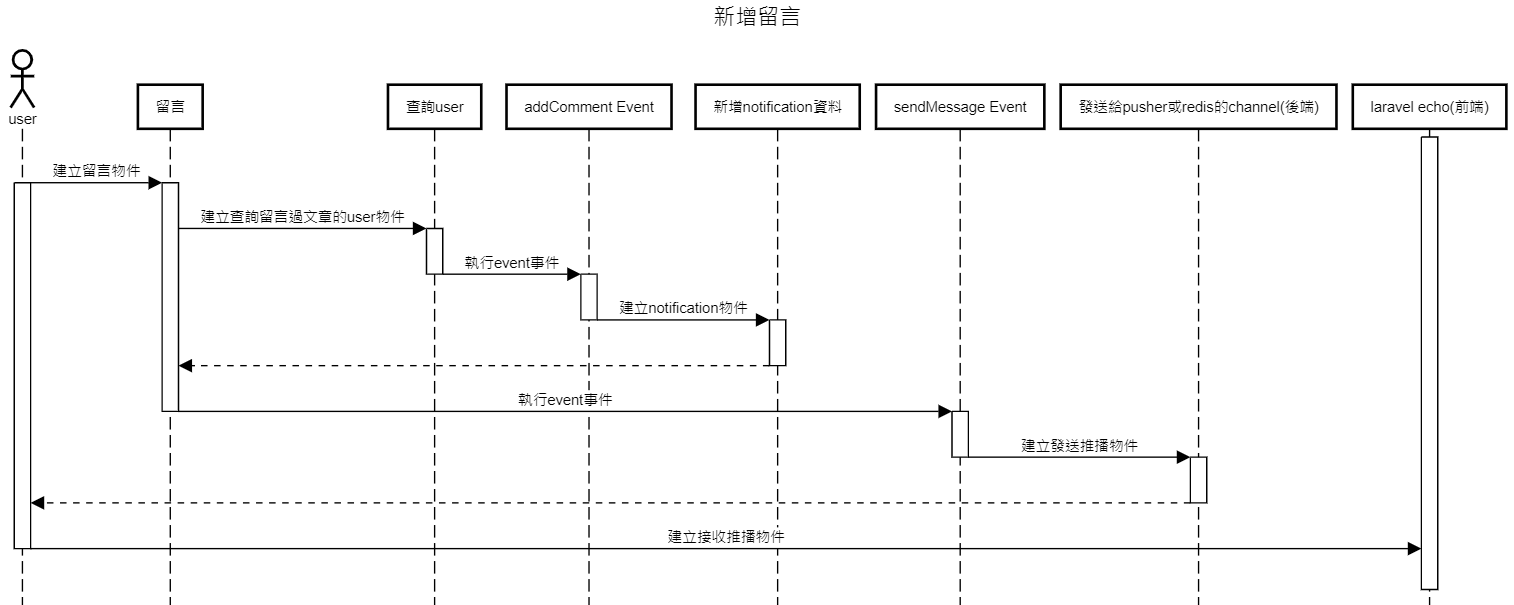 新增留言
user
留言
查詢user
addComment Event
新增notification資料
sendMessage Event
發送給pusher或redis的channel(後端)
laravel echo(前端)
建立留言物件
建立查詢留言過文章的user物件
執行event事件
建立notification物件
執行event事件
建立發送推播物件
建立接收推播物件